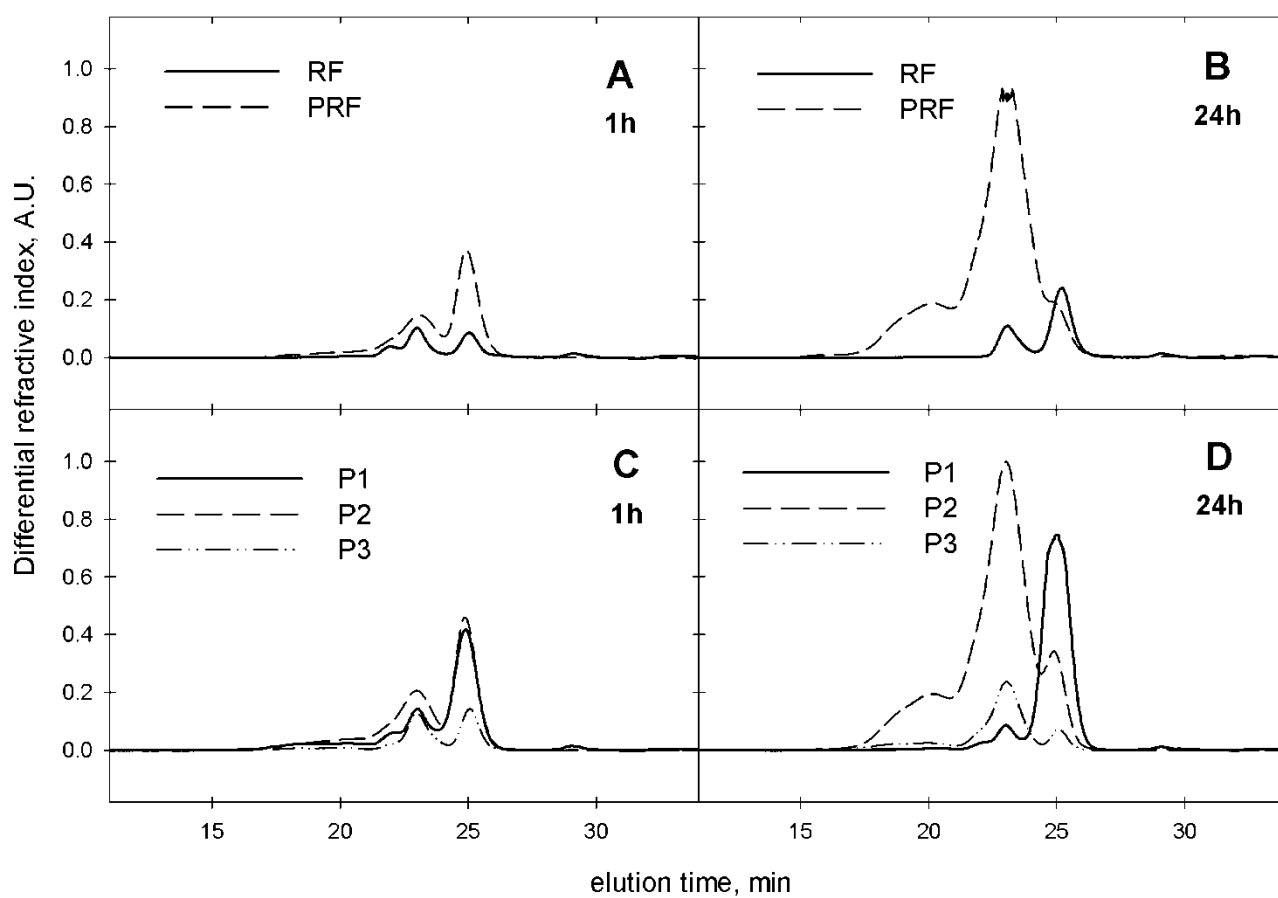 Differential refractive index, A.U.
1.0
0.8
0.6
0.4
0.2
0.0
RF
PRF
A
1h
RF
PRF
B
24h
1.0
0.8
0.6
0.4
0.2
0.0
P1
P2
P3
C
1h
P1
P2
P3
D
24h
15 20 25 30 15 20 25 30
elution time, min